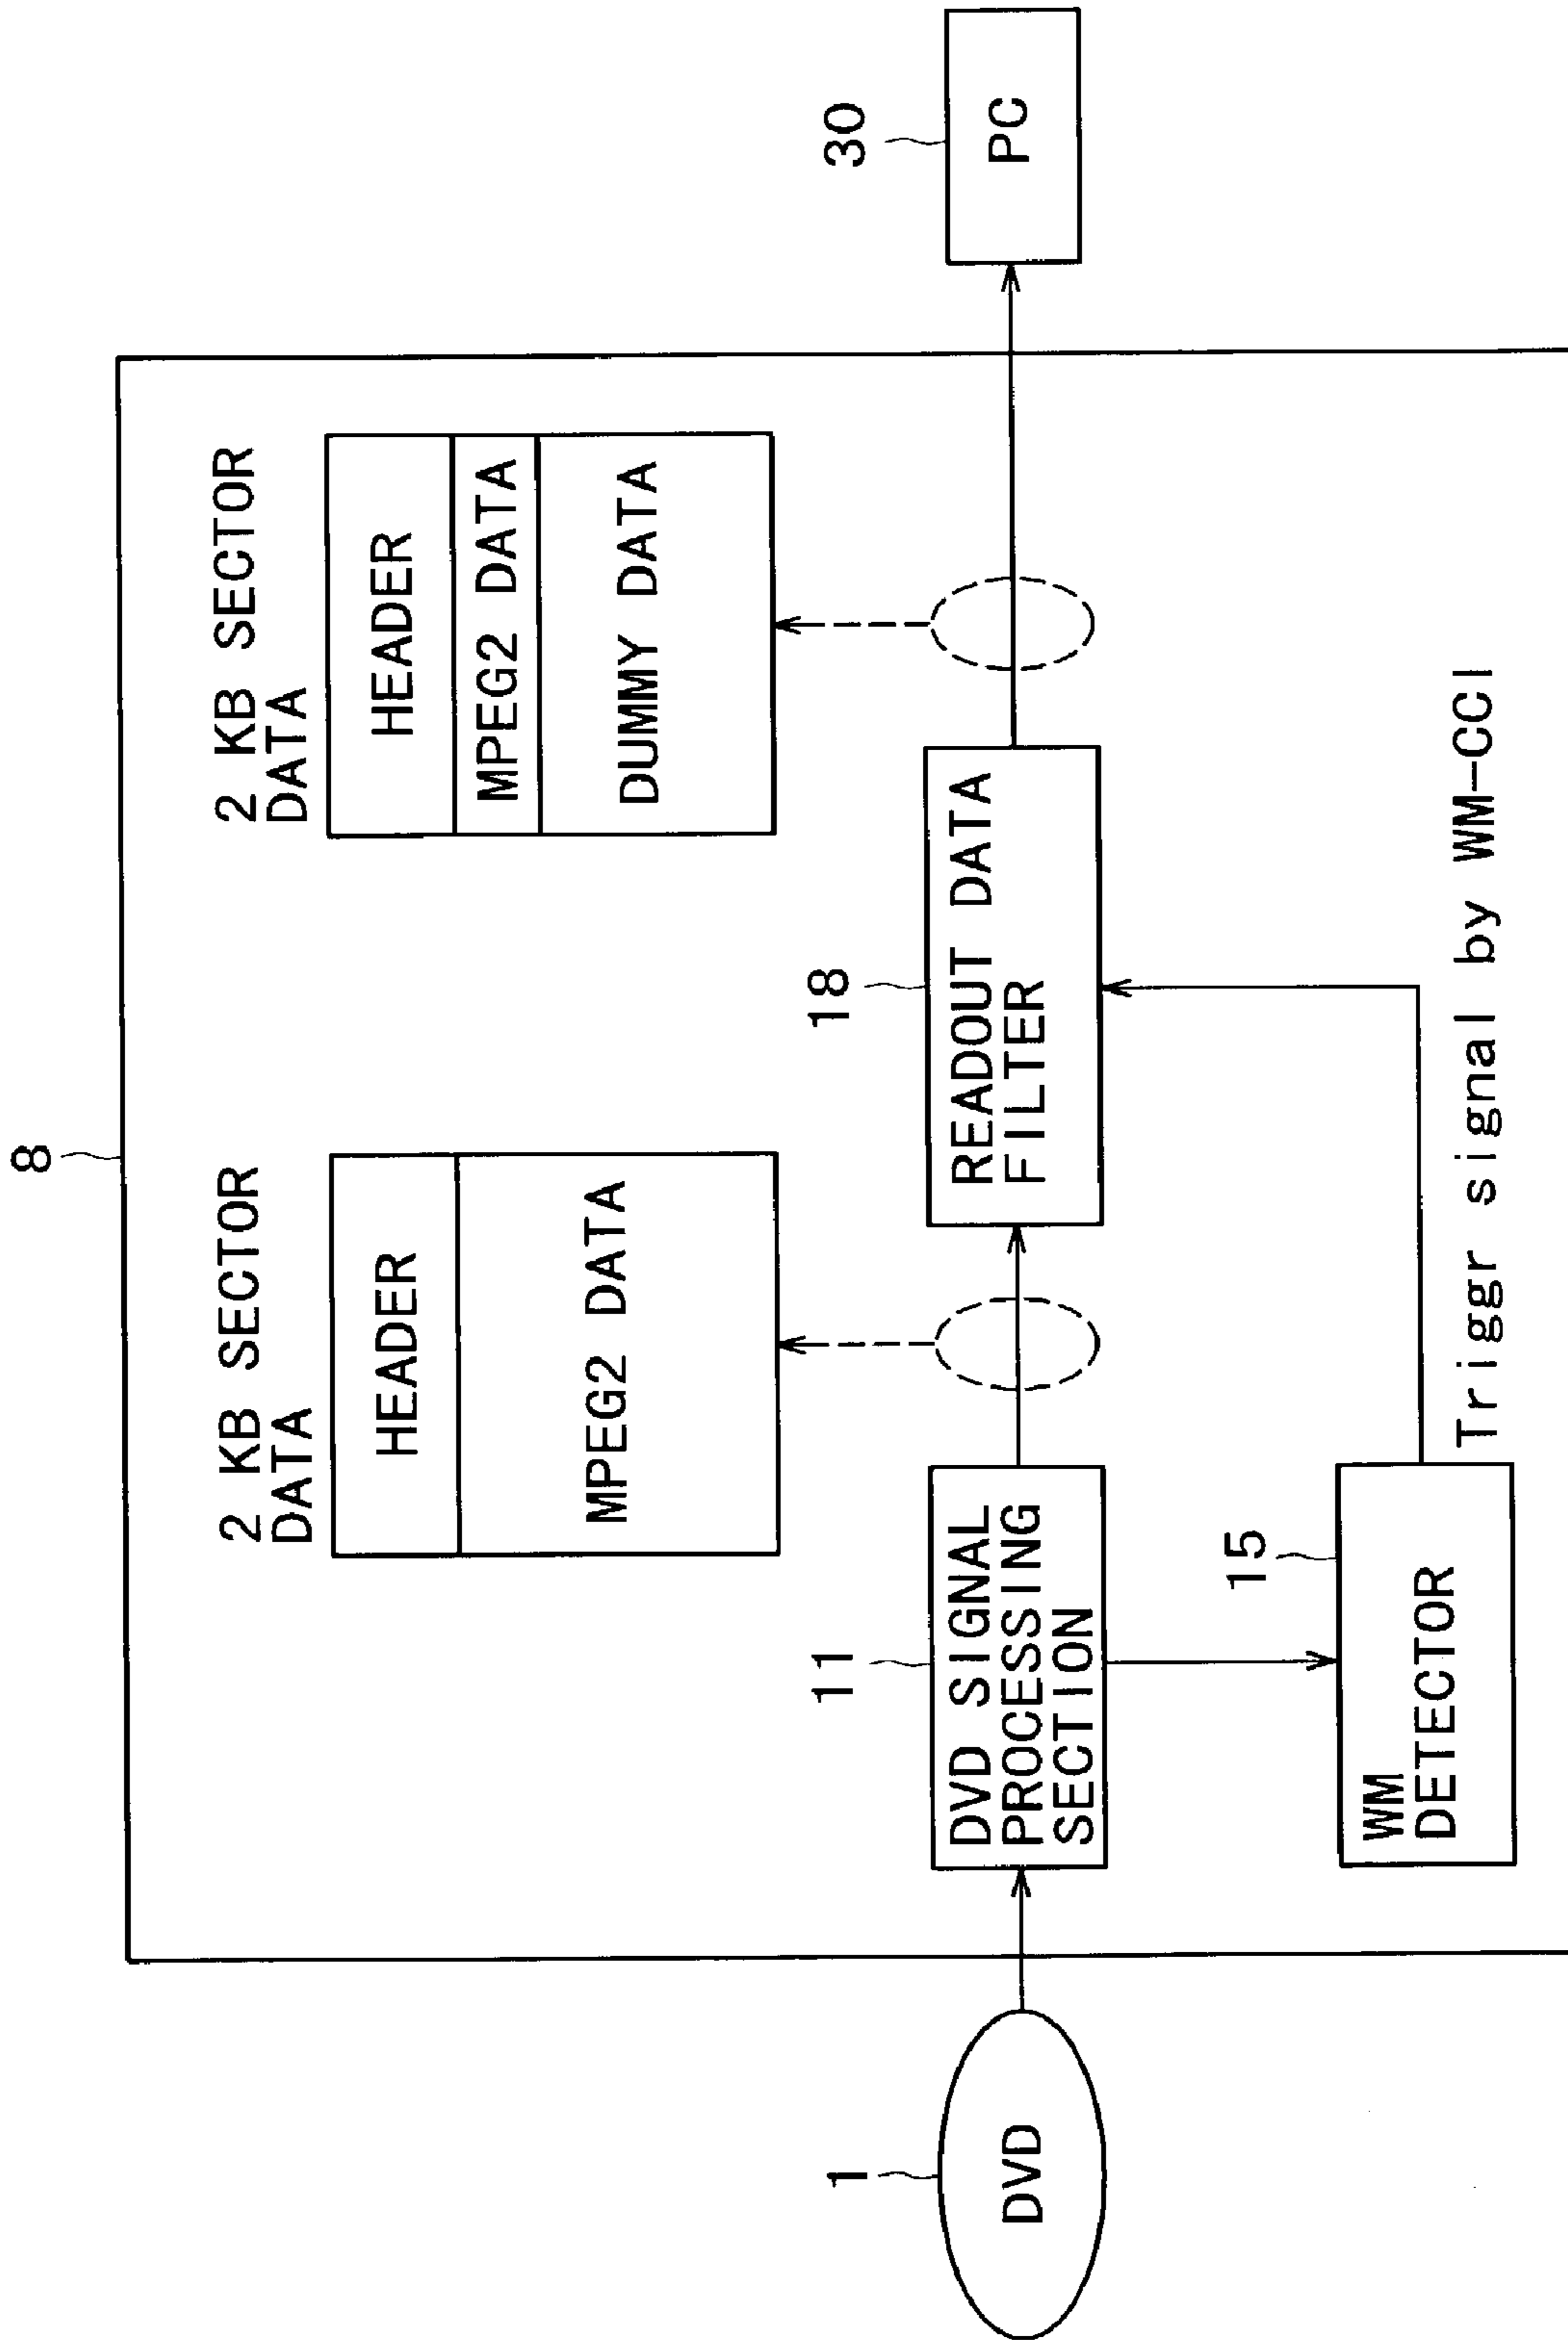 8
2 KB SECTOR
DATA
HEADER
MPEG2 DATA
2 KB SECTOR
DATA
HEADER
MPEG2 DATA
DUMMY DATA
1
DVD
11
DVD SIGNAL
PROCESSING
SECTION
18
READOUT DATA
FILTER
30
PC
15
WM
DETECTOR
Triggr signal by WM-CCI